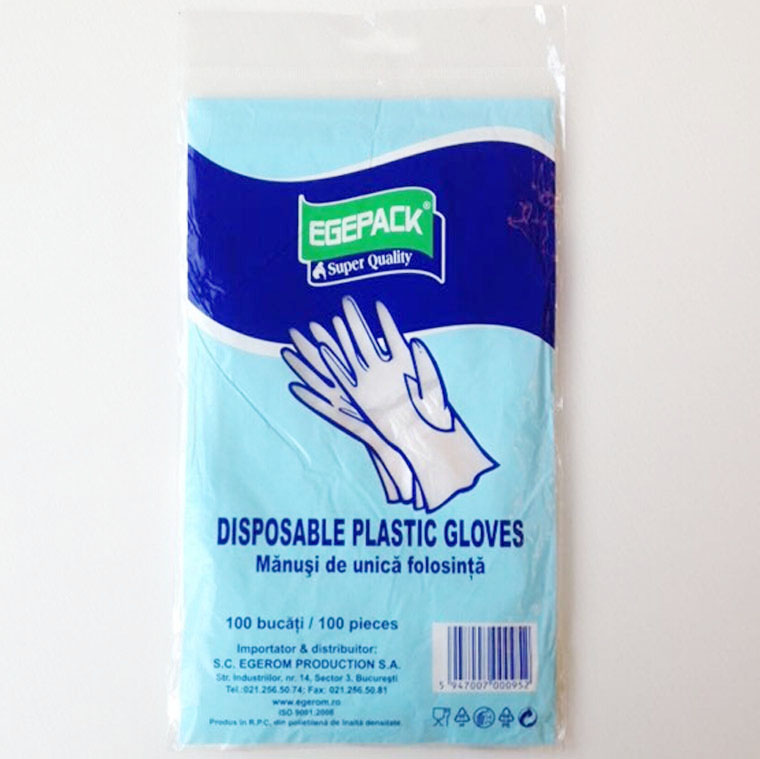 EGEPACK®
Super Quality
DISPOSABLE PLASTIC GLOVES
Mănuşi de unică folosinţă
100 bucăţi / 100 pieces
Importator & distribuitor:
S.C. EGEROM PRODUCTION S.A.
Str. Industriilor, nr. 14, Sector 3, Bucureşti
Tel.:021.256.50.74; Fax: 021.256.50.81
www.egerom.ro
ISO 9001:2008
Produs în R.P.C. din polietilenă de înaltă densitate
5 947007 000952